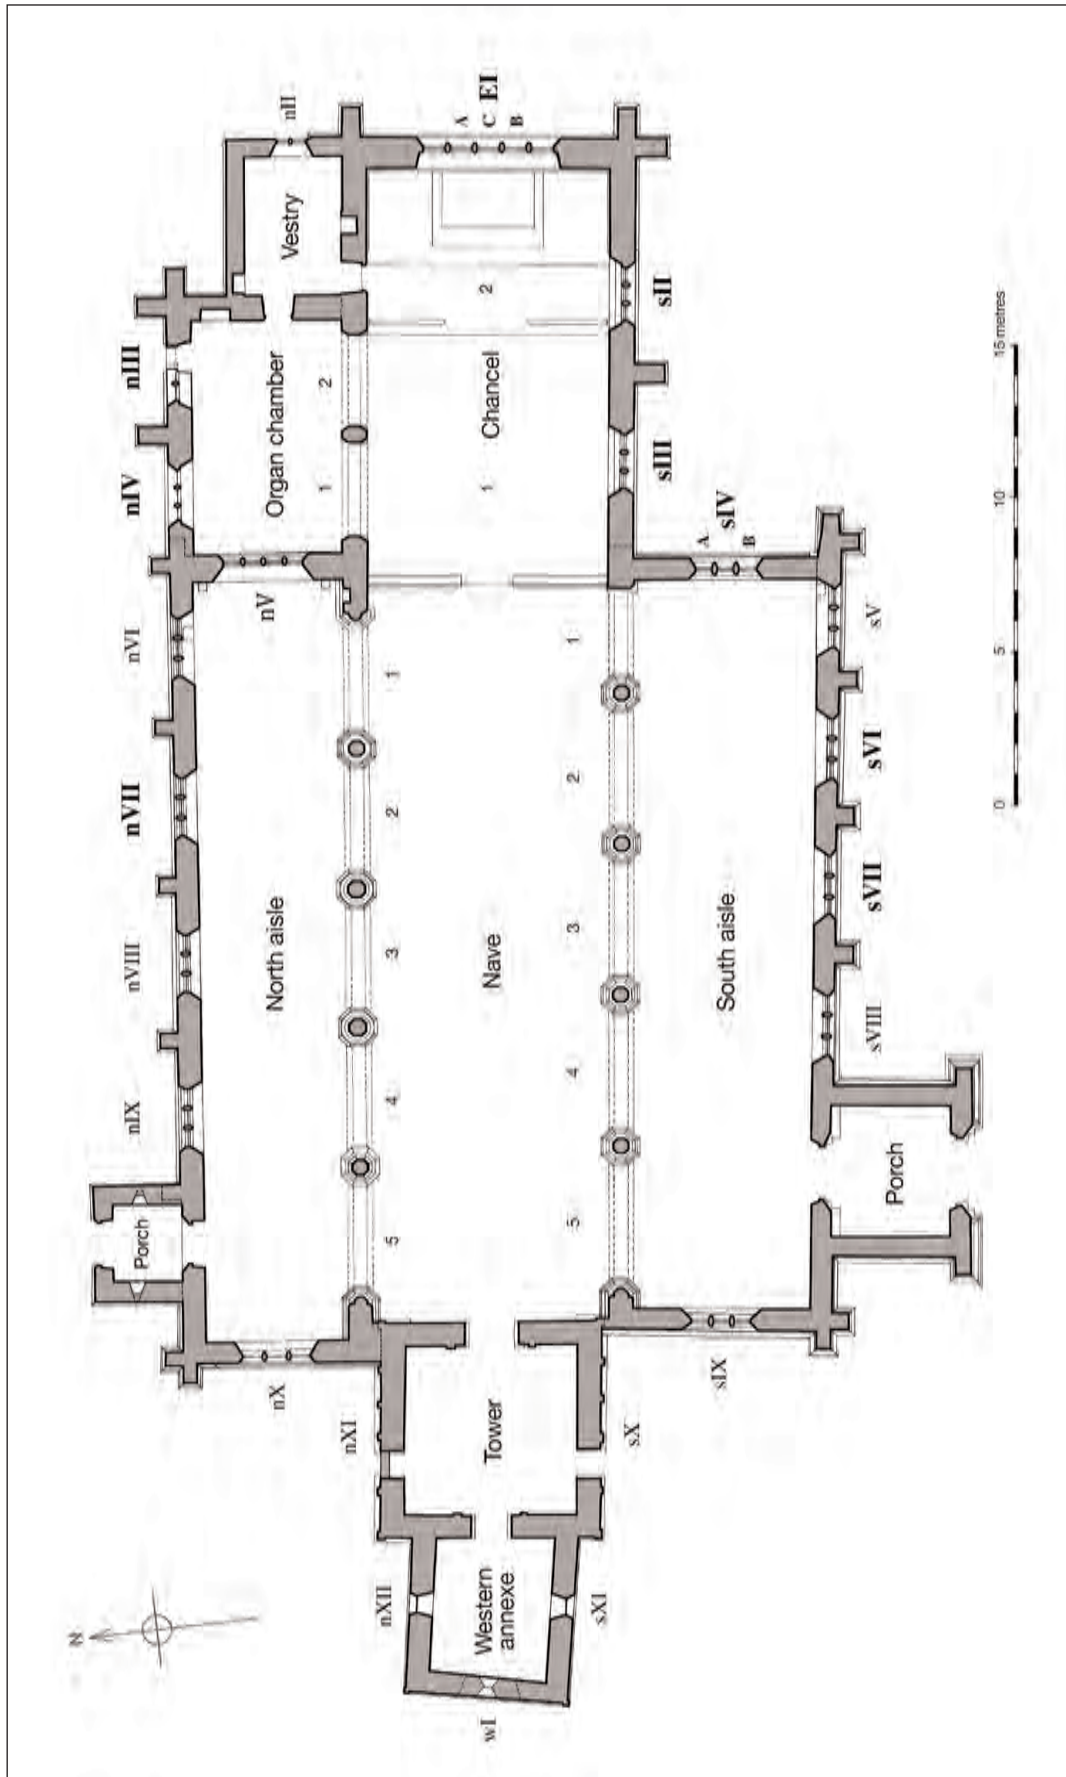 nII
EI
A
C
B
Vestry
nIII
2
sII
Organ chamber
2
Chancel
nIV
1
1
sIII
sIV
A
B
nV
nVI
1
1
sV
nVII
2
2
sVI
North aisle
nVIII
3
Nave
3
South aisle
sVII
nIX
4
4
sVIII
Porch
5
5
Porch
nX
sIX
nXI
Tower
sX
nXII
Western
annexe
sXI
wI
N
0
5
10
15 metres